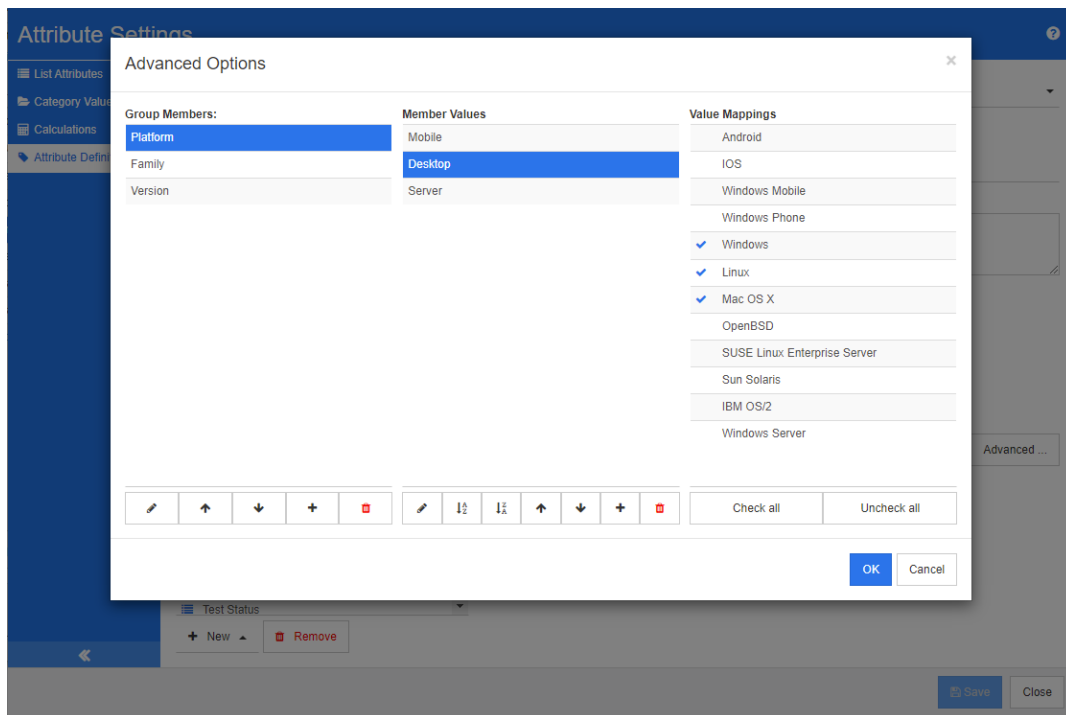 Attribute Settings
List Attributes
Category Value
Calculations
Attribute Defini
Advanced Options
×
Group Members:
Platform
Family
Version
Member Values
Mobile
Desktop
Server
Value Mappings
Android
IOS
Windows Mobile
Windows Phone
Windows
Linux
Mac OS X
OpenBSD
SUSE Linux Enterprise Server
Sun Solaris
IBM OS/2
Windows Server
Check all
Uncheck all
OK
Cancel
Advanced ...
Test Status
+ New
Remove
Save
Close